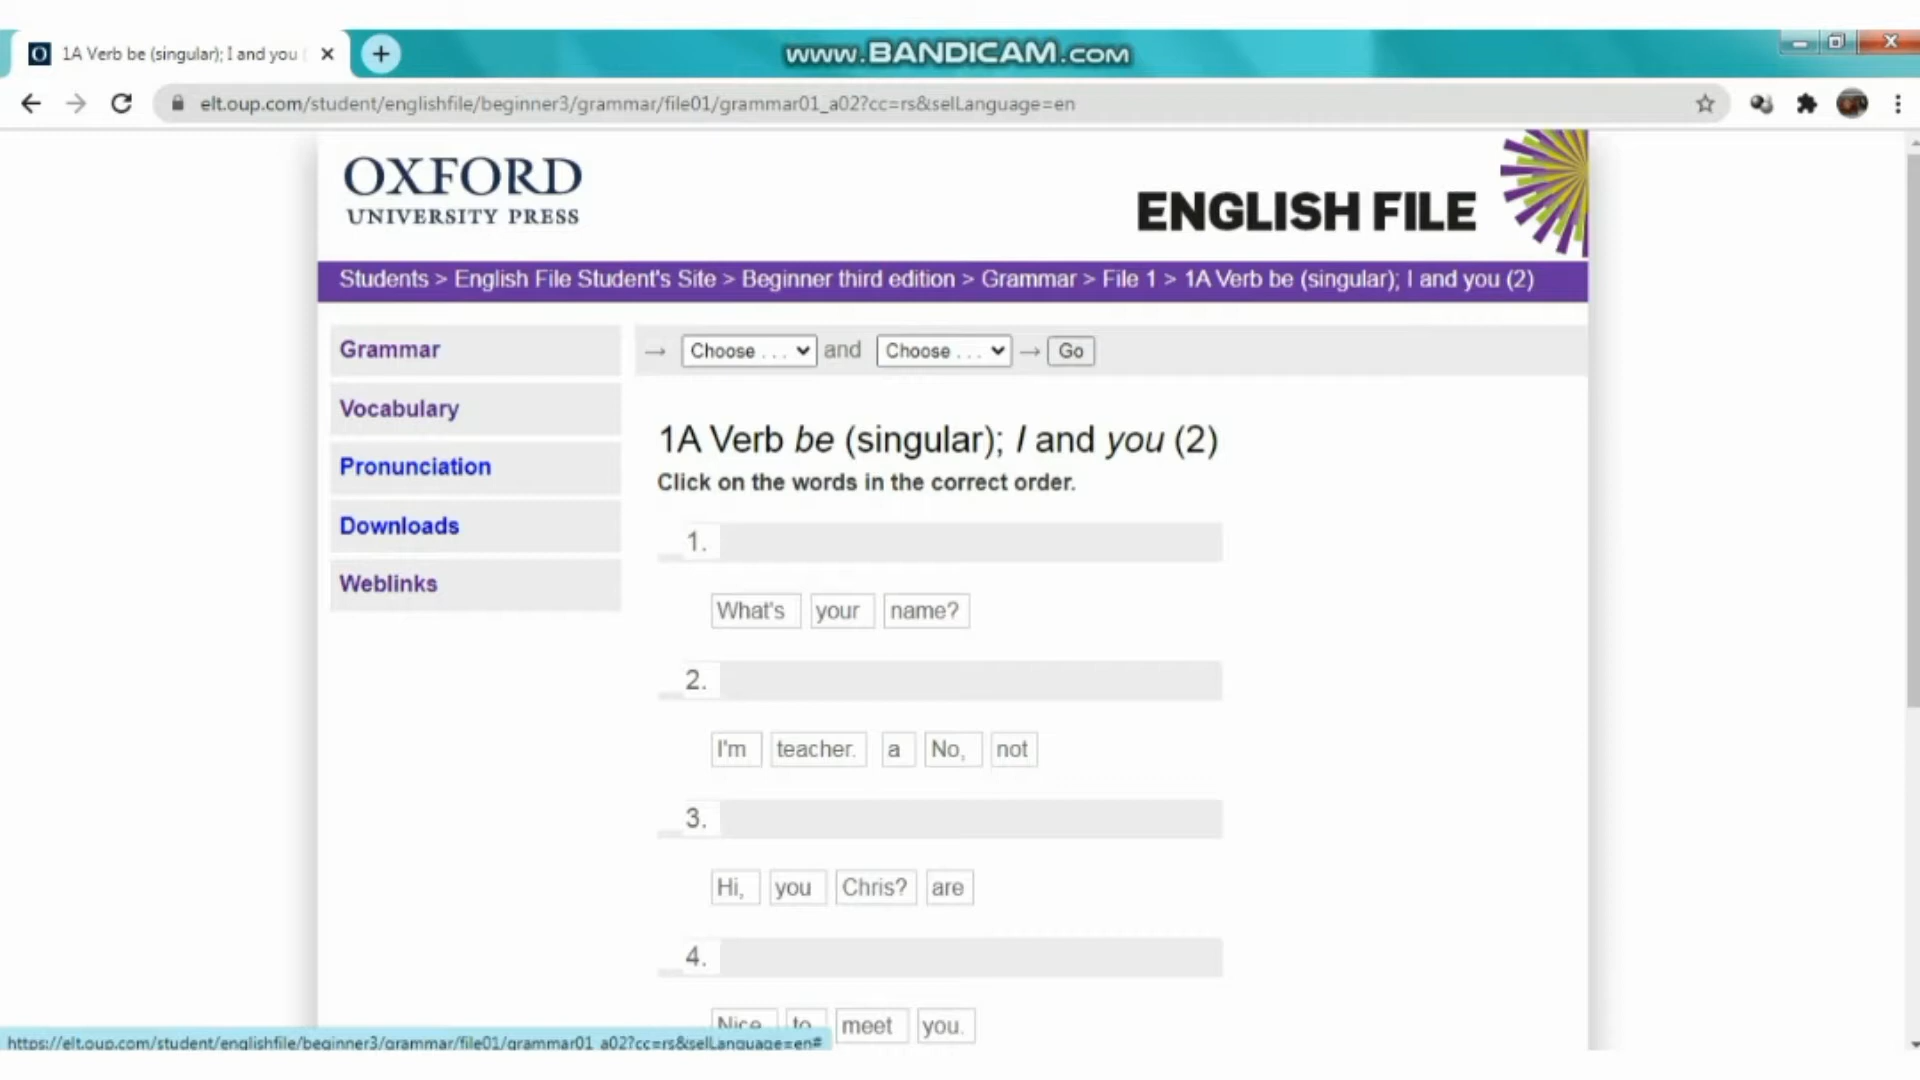 1A Verb be (singular); I and you
www.BANDICAM.com
elt.oup.com/student/englishfile/beginner3/grammar/file01/grammar01_a02?cc=rs&selLanguage=en
OXFORD
UNIVERSITY PRESS
ENGLISH FILE
Students > English File Student's Site > Beginner third edition > Grammar > File 1 > 1A Verb be (singular); I and you (2)
Grammar
Vocabulary
Pronunciation
Downloads
Weblinks
→ Choose . . . and Choose . . . → Go
1A Verb be (singular); I and you (2)
Click on the words in the correct order.
1.
What's your name?
2.
I'm teacher. a No, not
3.
Hi, you Chris? are
4.
Nice to meet you.
https://elt.oup.com/student/englishfile/beginner3/grammar/file01/grammar01_a02?cc=rs&selLanguage=en#